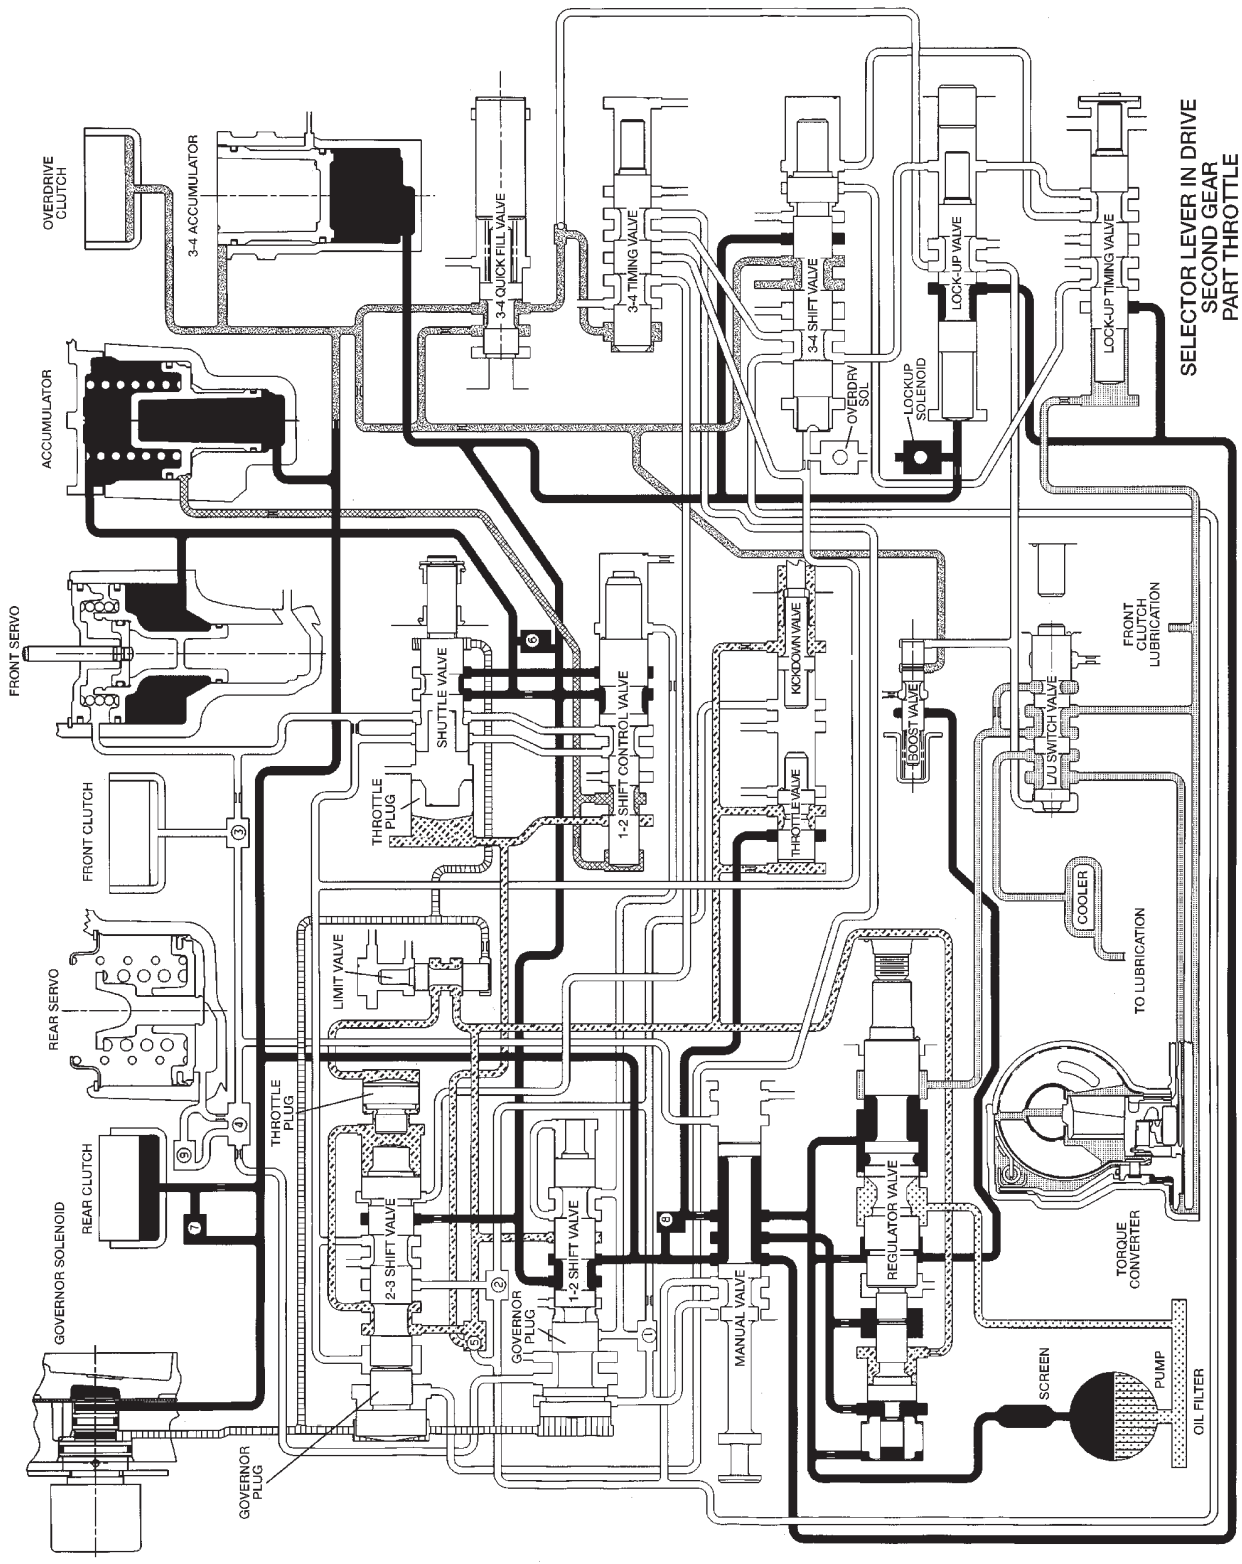 SELECTOR LEVER IN DRIVE
SECOND GEAR
PART THROTTLE
GOVERNOR SOLENOID
REAR CLUTCH
REAR SERVO
FRONT CLUTCH
FRONT SERVO
ACCUMULATOR
OVERDRIVE
CLUTCH
3-4 ACCUMULATOR
7
9
4
3
THROTTLE
PLUG
LIMIT VALVE
THROTTLE
PLUG
SHUTTLE VALVE
6
3-4 QUICK FILL VALVE
GOVERNOR
PLUG
2-3 SHIFT VALVE
5
2
GOVERNOR
PLUG
1-2 SHIFT VALVE
1
8
1-2 SHIFT CONTROL VALVE
3-4 TIMING VALVE
MANUAL VALVE
THROTTLE VALVE
KICKDOWN VALVE
3-4 SHIFT VALVE
OVERDRV
SOL
REGULATOR VALVE
BOOST VALVE
LOCKUP
SOLENOID
LOCK-UP VALVE
SCREEN
PUMP
OIL FILTER
TORQUE
CONVERTER
TO LUBRICATION
COOLER
L/U SWITCH VALVE
FRONT
CLUTCH
LUBRICATION
LOCK-UP TIMING VALVE